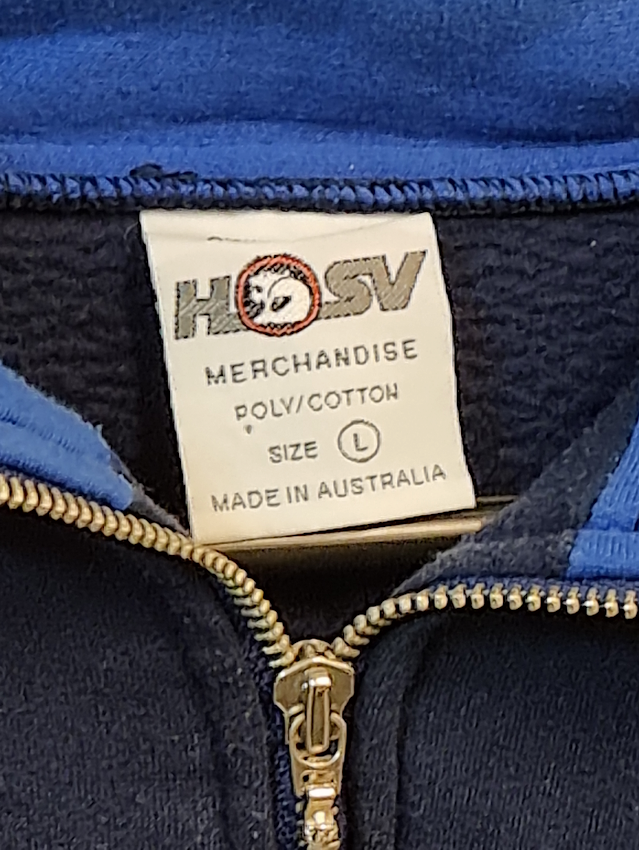 HSV
MERCHANDISE
POLY/COTTON
SIZE L
MADE IN AUSTRALIA